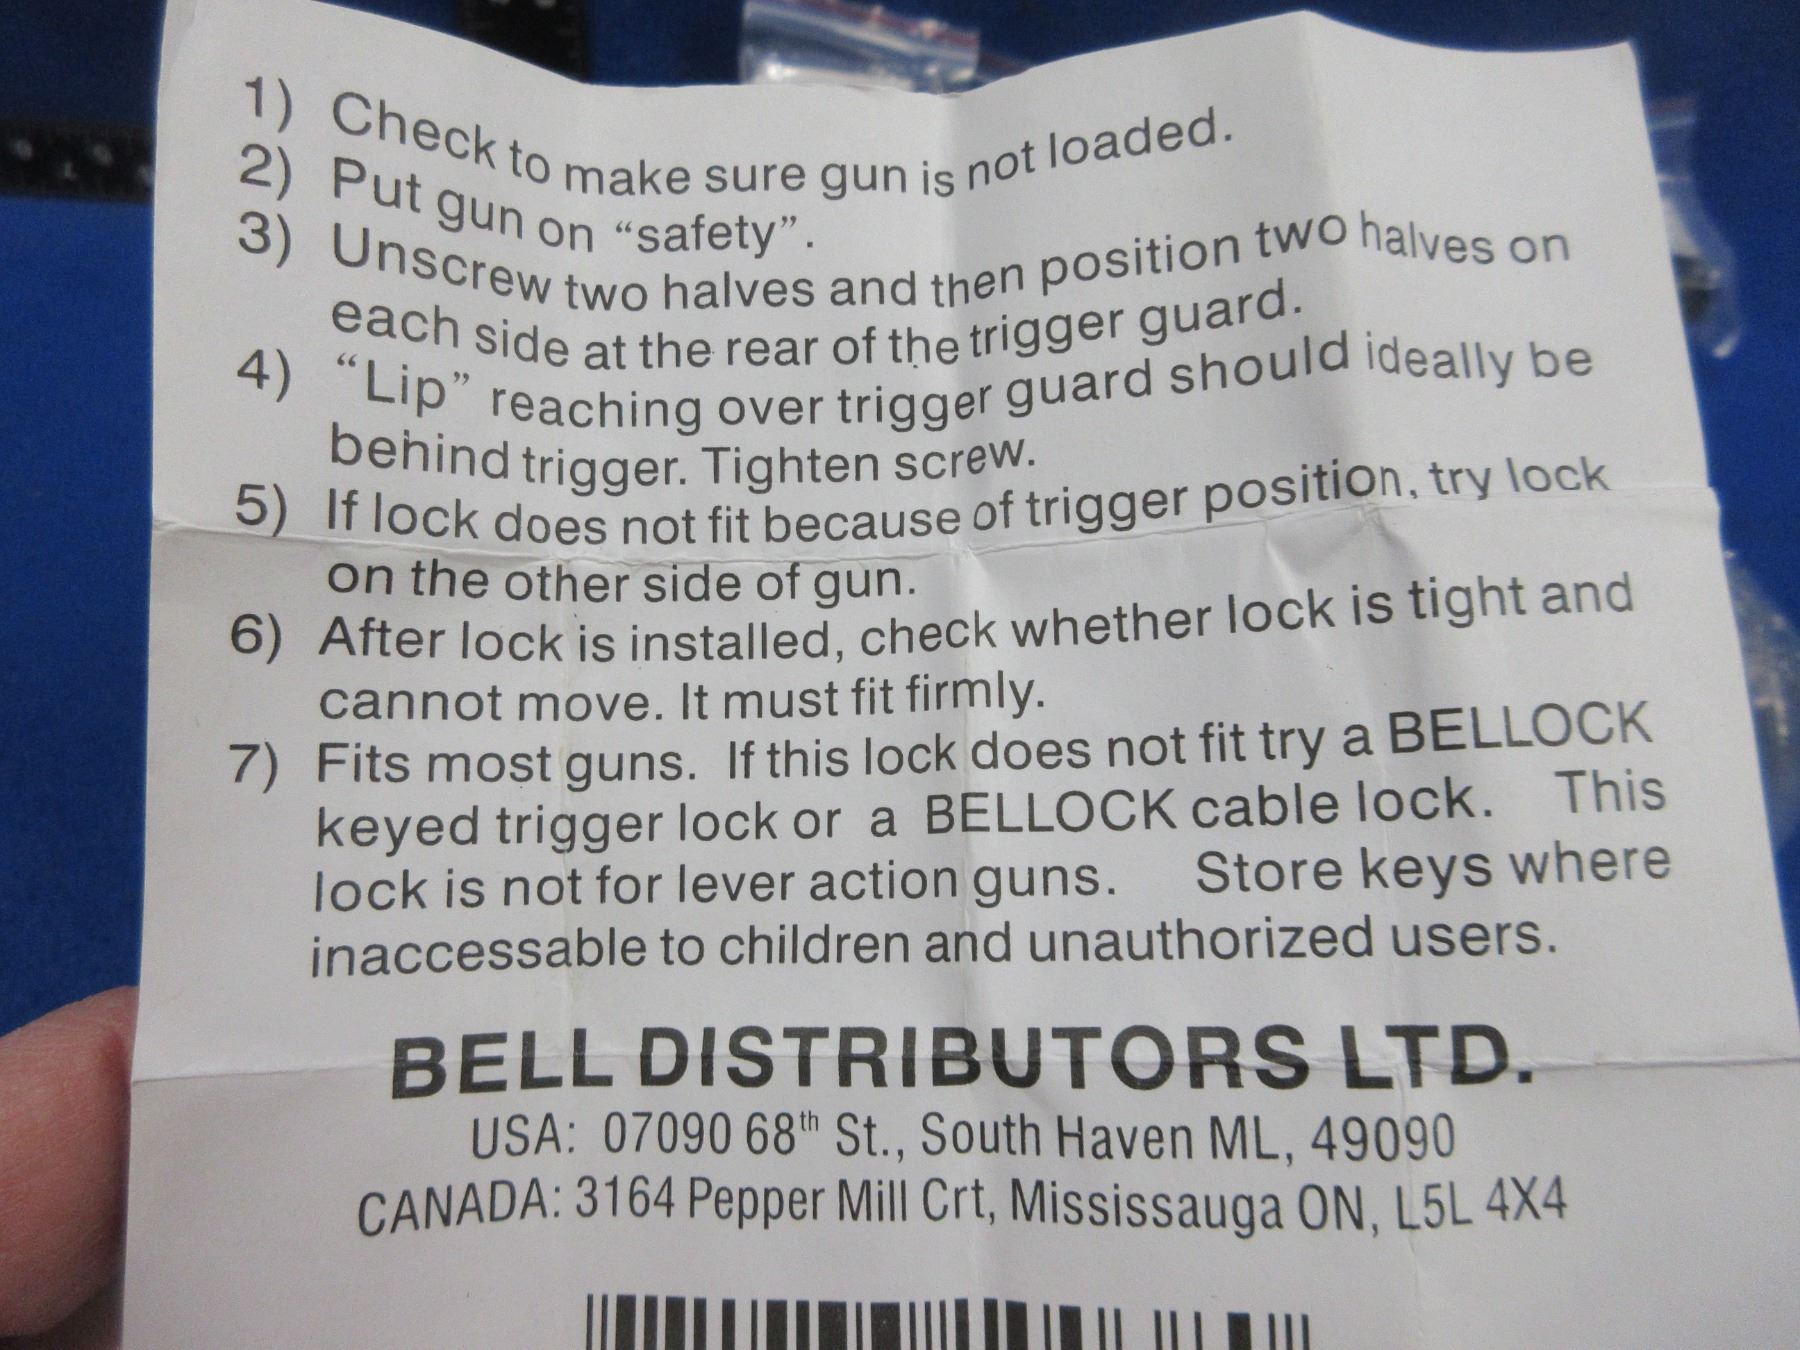 1) Check to make sure gun is not loaded.
2) Put gun on “safety”.
3) Unscrew two halves and then position two halves on
each side at the rear of the trigger guard.
4) “Lip” reaching over trigger guard should ideally be
behind trigger. Tighten screw.
5) If lock does not fit because of trigger position, try lock
on the other side of gun.
6) After lock is installed, check whether lock is tight and
cannot move. It must fit firmly.
7) Fits most guns. If this lock does not fit try a BELLOCK
keyed trigger lock or a BELLOCK cable lock. This
lock is not for lever action guns. Store keys where
inaccessable to children and unauthorized users.
BELL DISTRIBUTORS LTD.
USA: 07090 68th St., South Haven ML, 49090
CANADA: 3164 Pepper Mill Crt, Mississauga ON, L5L 4X4